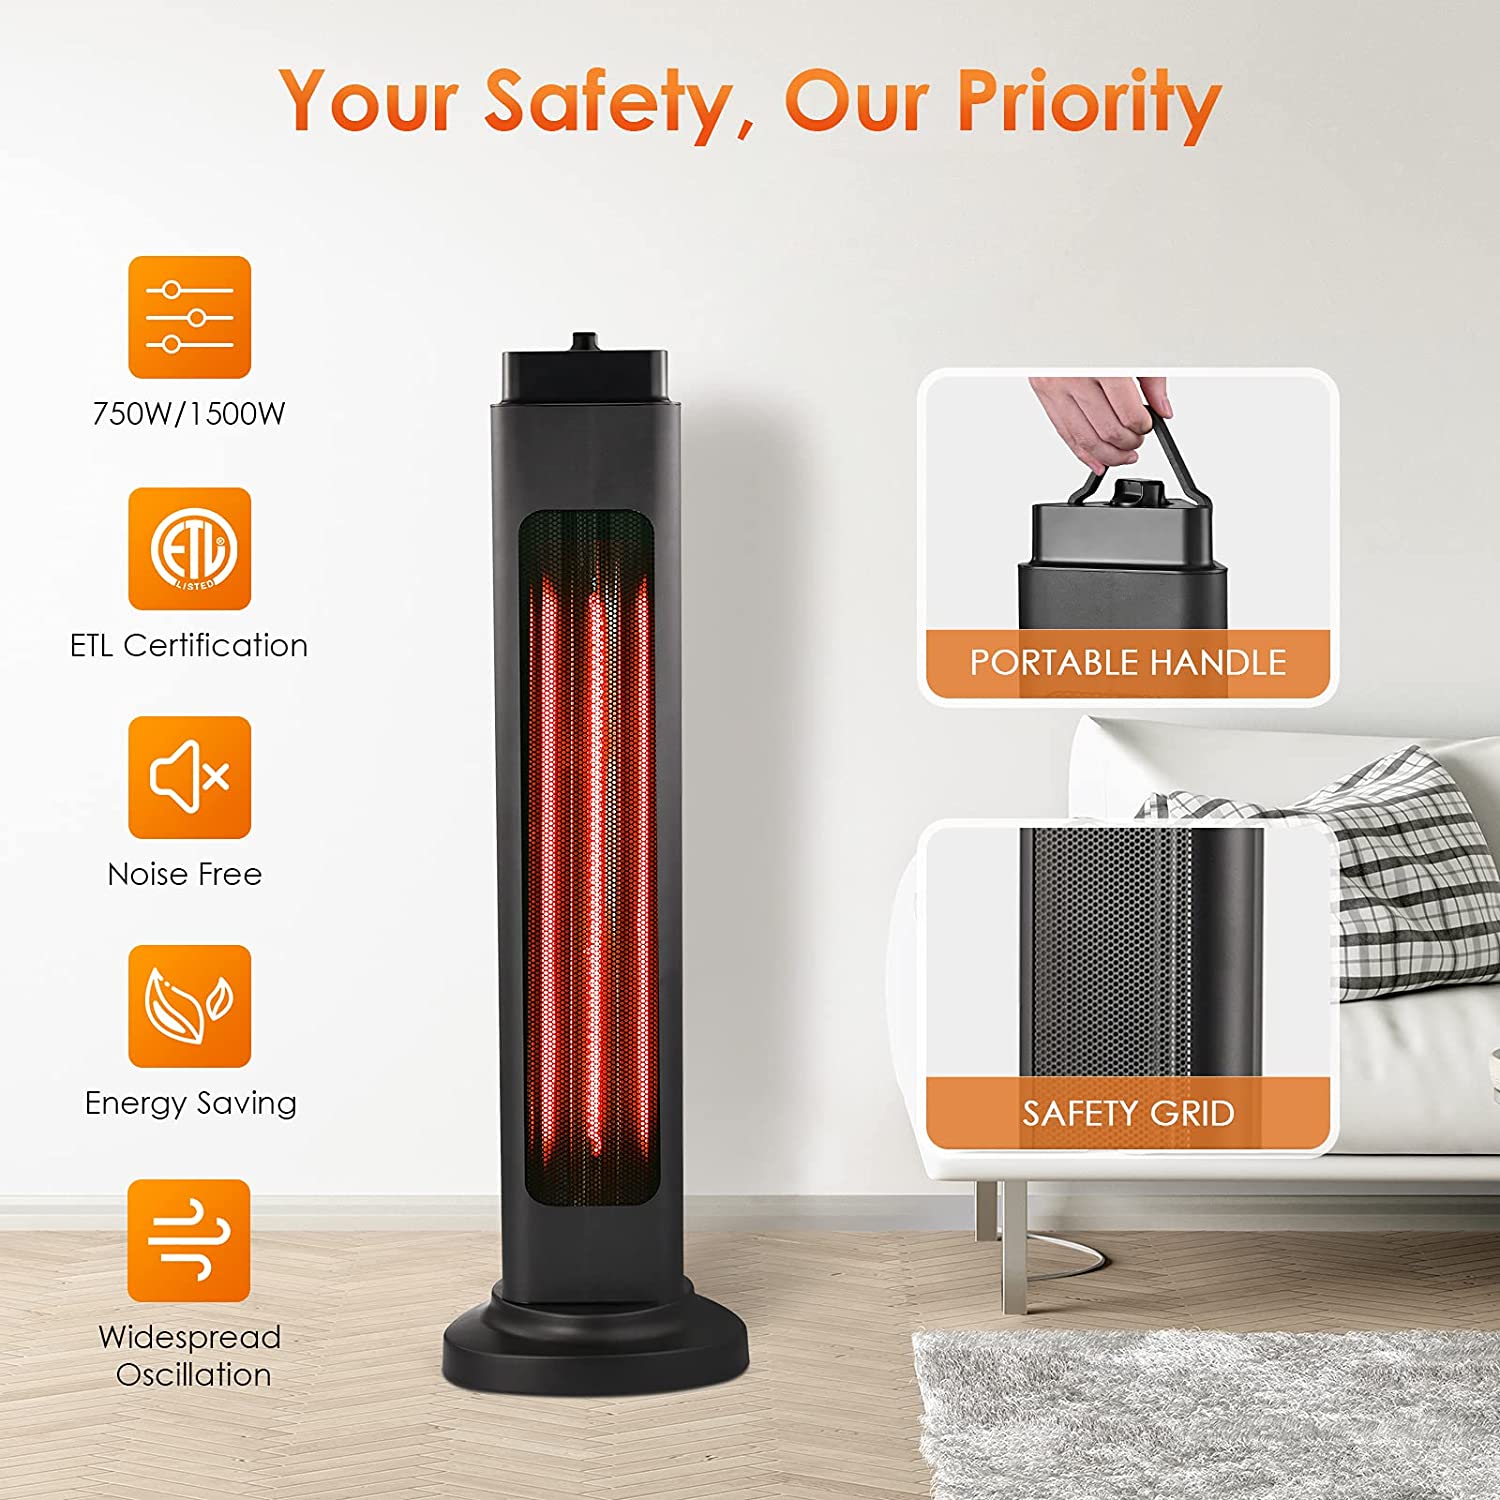 Your Safety, Our Priority
750W/1500W
ETL®
LISTED
ETL Certification
Noise Free
Energy Saving
Widespread
Oscillation
PORTABLE HANDLE
SAFETY GRID